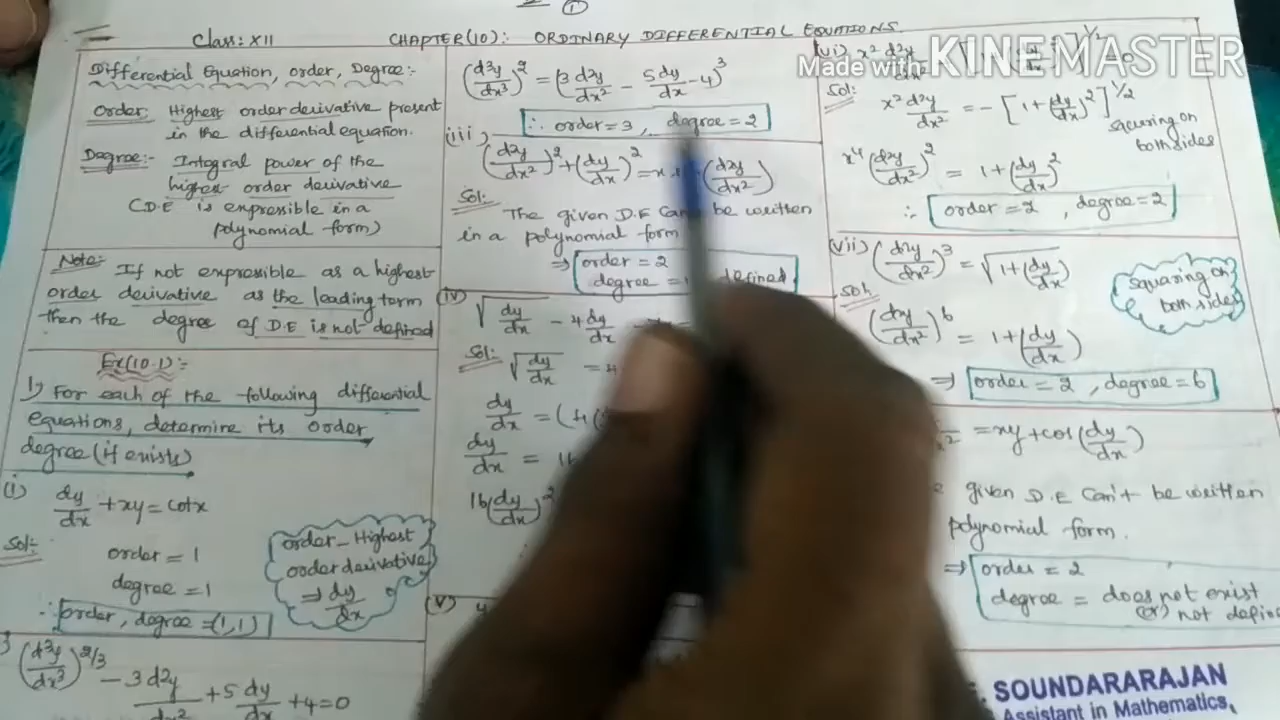 ①
Class: XII CHAPTER(10): ORDINARY DIFFERENTIAL EQUATIONS.
Made with KINEMASTER
Differential Equation, order, Degree:-
Order: Highest order derivative present
in the differential equation.
Degree:- Integral power of the
highest order derivative
C D.E is expressible in a
polynomial form)
Note:- If not expressible as a highest
order derivative as the leading term
then the degree of D.E is not defined
Ex(10.1):-
1) For each of the following differential
equations, determine its order
degree (if exists)
(i) dy/dx + xy = cotx
Sol:-
order = 1
degree = 1
∴ order, degree = (1,1)
order - Highest
order derivative
⇒ dy/dx
(d³y/dx³)^2/3 - 3 d²y/dx² + 5 dy/dx + 4 = 0
(d³y/dx³)² = (3 d²y/dx² - 5 dy/dx - 4)³
∴ order = 3, degree = 2
iii) (d²y/dx²)² + (dy/dx)² = x (d²y/dx²)
Sol:
The given D.E can be written
in a polynomial form
⇒ order = 2
degree = defined
iv) √dy/dx - 4 dy/dx -
Sol: √dy/dx = 4
dy/dx = (4(
dy/dx = 16
16(dy/dx)²
(v) 4
(vi) x² d²y
Sol:
x² d²y/dx² = - [1+(dy/dx)²]^1/2
squaring on
both sides
x⁴ (d²y/dx²)² = 1+(dy/dx)²
∴ order = 2, degree = 2
(vii) (d²y/dx²)³ = √1+(dy/dx)
Sol.
squaring on
both sides
(d²y/dx²)⁶ = 1+(dy/dx)
⇒ order = 2, degree = 6
= xy + cos(dy/dx)
given D.E Can't be written
polynomial form.
⇒ order = 2
degree = does not exist
(or) not define
SOUNDARARAJAN
Assistant in Mathematics,